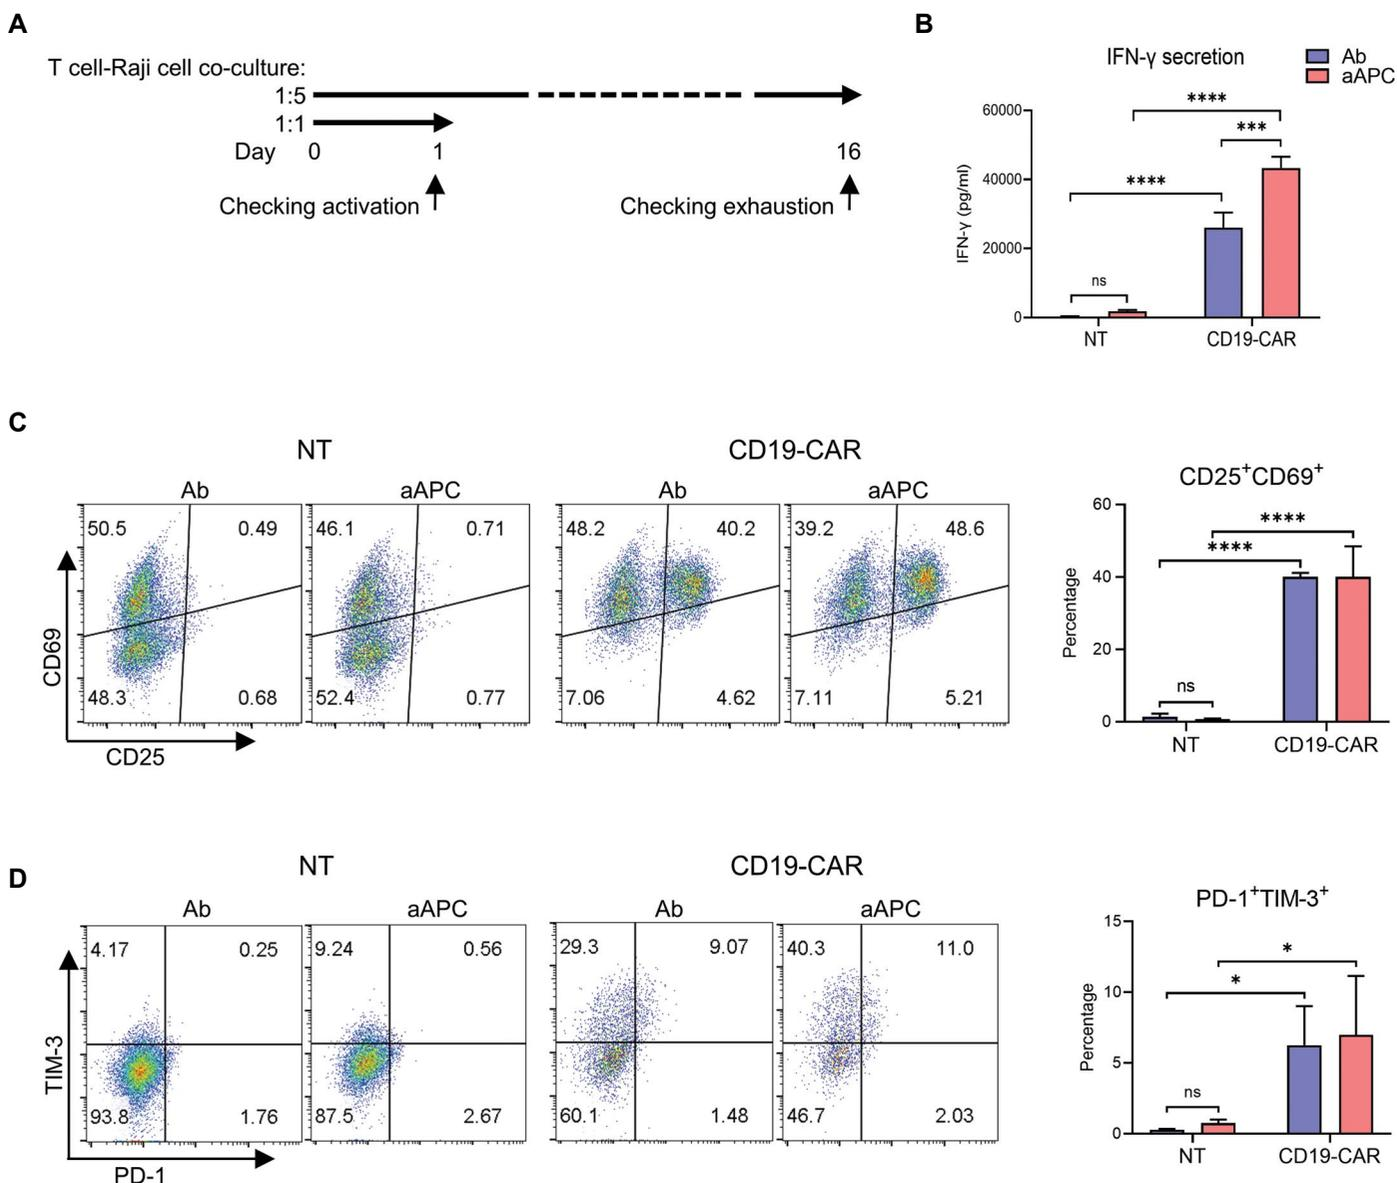 A
T cell-Raji cell co-culture:
1:5
1:1
Day 0 1 16
Checking activation Checking exhaustion
B
IFN-γ secretion
Ab
aAPC
IFN-γ (pg/ml)
60000
40000
20000
0
****
***
****
ns
NT CD19-CAR
C
NT CD19-CAR
Ab aAPC Ab aAPC
50.5 0.49 46.1 0.71 48.2 40.2 39.2 48.6
48.3 0.68 52.4 0.77 7.06 4.62 7.11 5.21
CD69
CD25
CD25+CD69+
Percentage
60
40
20
0
****
****
ns
NT CD19-CAR
D
NT CD19-CAR
Ab aAPC Ab aAPC
4.17 0.25 9.24 0.56 29.3 9.07 40.3 11.0
93.8 1.76 87.5 2.67 60.1 1.48 46.7 2.03
TIM-3
PD-1
PD-1+TIM-3+
Percentage
15
10
5
0
*
*
ns
NT CD19-CAR